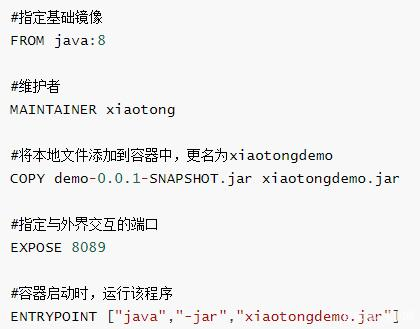 #指定基础镜像
FROM java:8
#维护者
MAINTAINER xiaotong
#将本地文件添加到容器中，更名为xiaotongdemo
COPY demo-0.0.1-SNAPSHOT.jar xiaotongdemo.jar
#指定与外界交互的端口
EXPOSE 8089
#容器启动时，运行该程序
ENTRYPOINT ["java","-jar","xiaotongdemo.jar"]